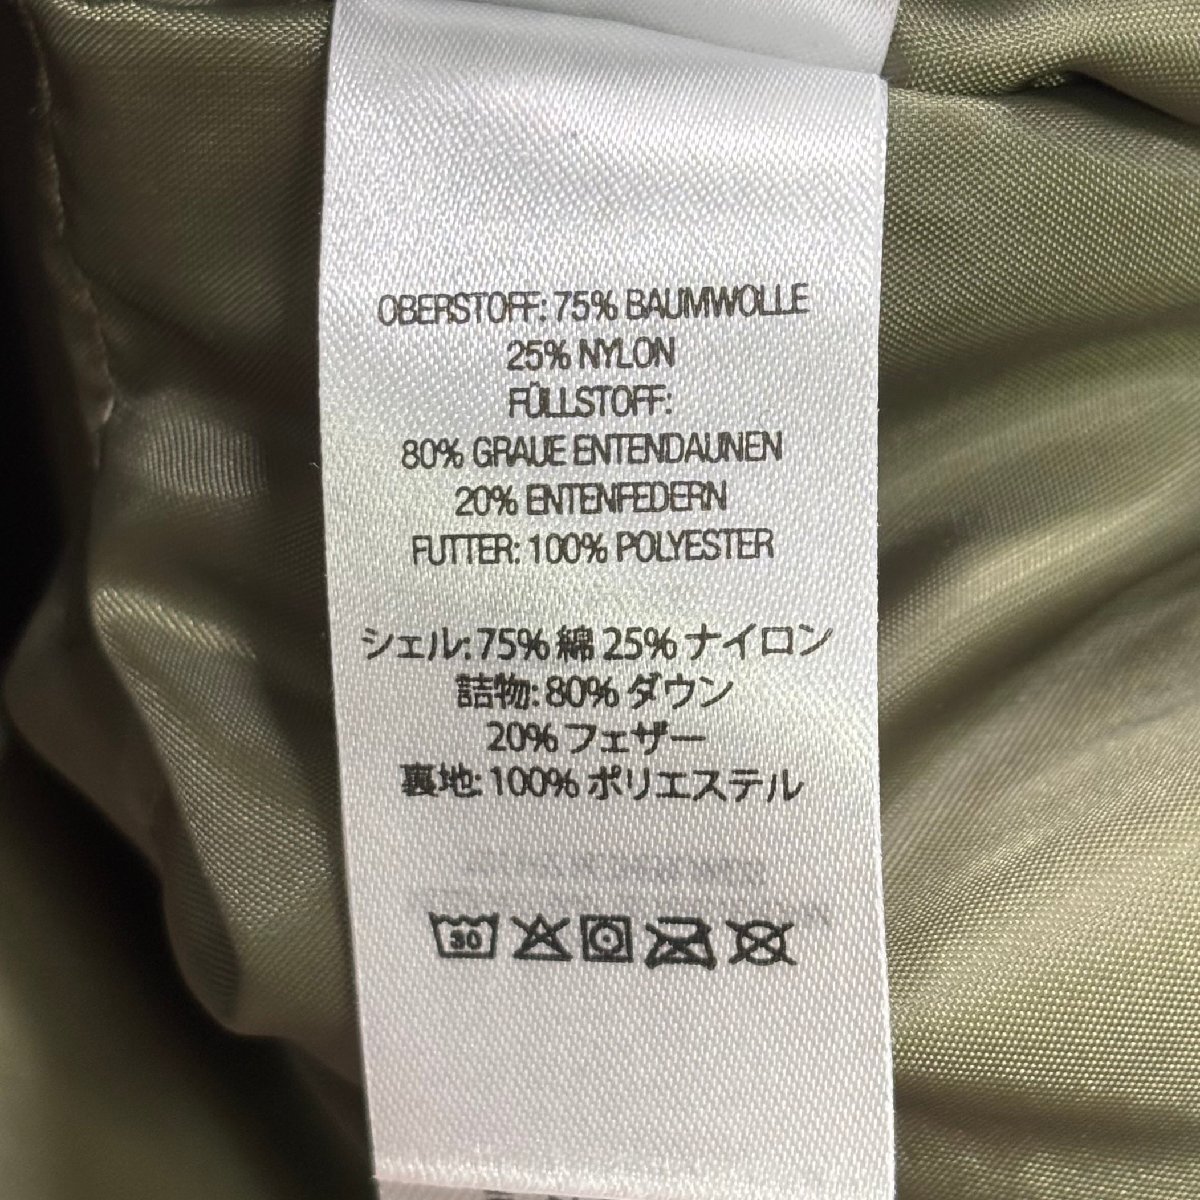 OBERSTOFF: 75% BAUMWOLLE
25% NYLON
FÜLLSTOFF:
80% GRAUE ENTENDAUNEN
20% ENTENFEDERN
FUTTER: 100% POLYESTER
シェル: 75% 綿 25% ナイロン
詰物: 80% ダウン
20% フェザー
裏地: 100% ポリエステル
30